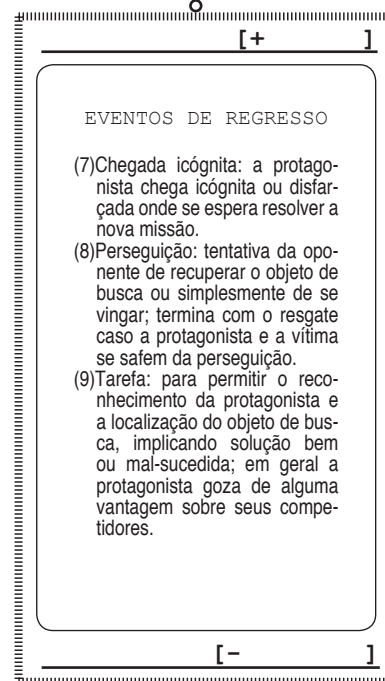 [+ ]
EVENTOS DE REGRESSO
(7)Chegada icógnita: a protago-
nista chega icógnita ou disfar-
çada onde se espera resolver a
nova missão.
(8)Perseguição: tentativa da opo-
nente de recuperar o objeto de
busca ou simplesmente de se
vingar; termina com o resgate
caso a protagonista e a vítima
se safem da perseguição.
(9)Tarefa: para permitir o reco-
nhecimento da protagonista e
a localização do objeto de bus-
ca, implicando solução bem
ou mal-sucedida; em geral a
protagonista goza de alguma
vantagem sobre seus compe-
tidores.
[- ]